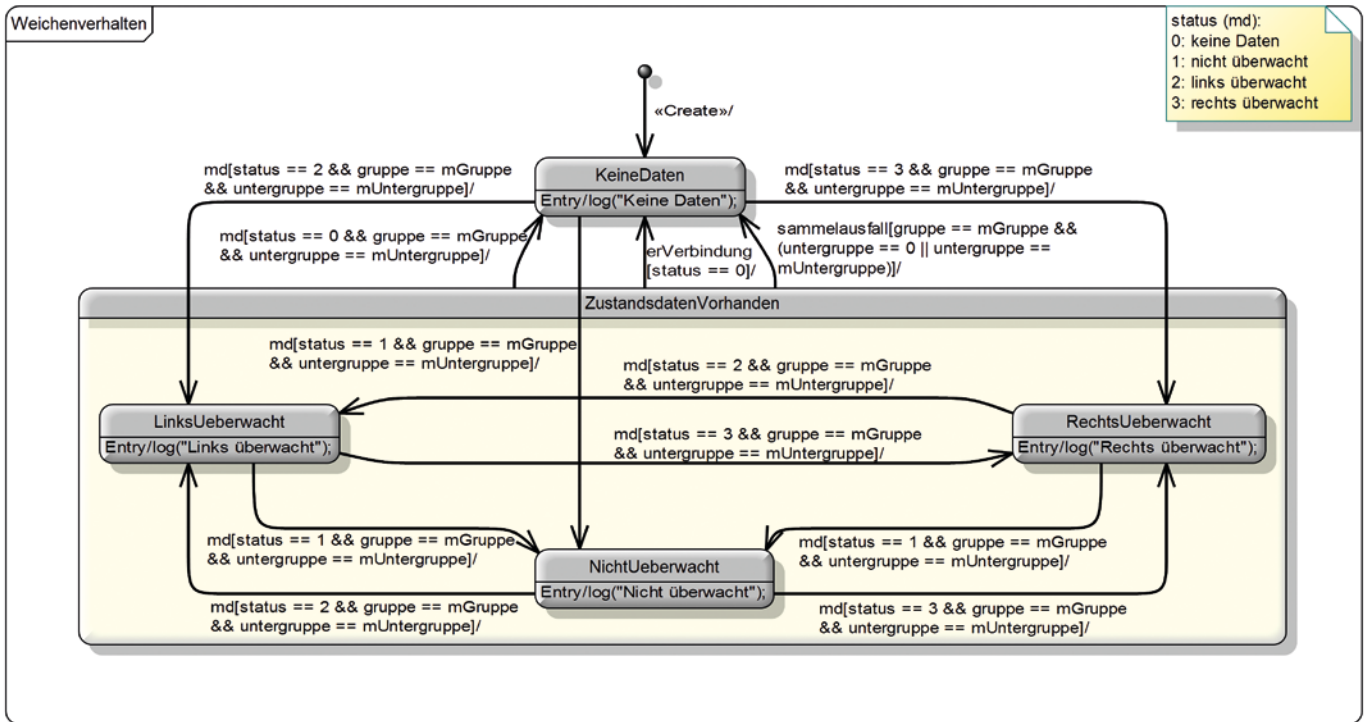 Weichenverhalten
status (md):
0: keine Daten
1: nicht überwacht
2: links überwacht
3: rechts überwacht
«Create»/
md[status == 2 && gruppe == mGruppe
&& untergruppe == mUntergruppe]/
KeineDaten
Entry/log("Keine Daten");
md[status == 3 && gruppe == mGruppe
&& untergruppe == mUntergruppe]/
md[status == 0 && gruppe == mGruppe
&& untergruppe == mUntergruppe]/
erVerbindung
[status == 0]/
sammelausfall[gruppe == mGruppe &&
(untergruppe == 0 || untergruppe ==
mUntergruppe)]/
ZustandsdatenVorhanden
md[status == 1 && gruppe == mGruppe
&& untergruppe == mUntergruppe]/
md[status == 2 && gruppe == mGruppe
&& untergruppe == mUntergruppe]/
LinksUeberwacht
Entry/log("Links überwacht");
md[status == 3 && gruppe == mGruppe
&& untergruppe == mUntergruppe]/
RechtsUeberwacht
Entry/log("Rechts überwacht");
md[status == 1 && gruppe == mGruppe
&& untergruppe == mUntergruppe]/
NichtUeberwacht
Entry/log("Nicht überwacht");
md[status == 1 && gruppe == mGruppe
&& untergruppe == mUntergruppe]/
md[status == 2 && gruppe == mGruppe
&& untergruppe == mUntergruppe]/
md[status == 3 && gruppe == mGruppe
&& untergruppe == mUntergruppe]/